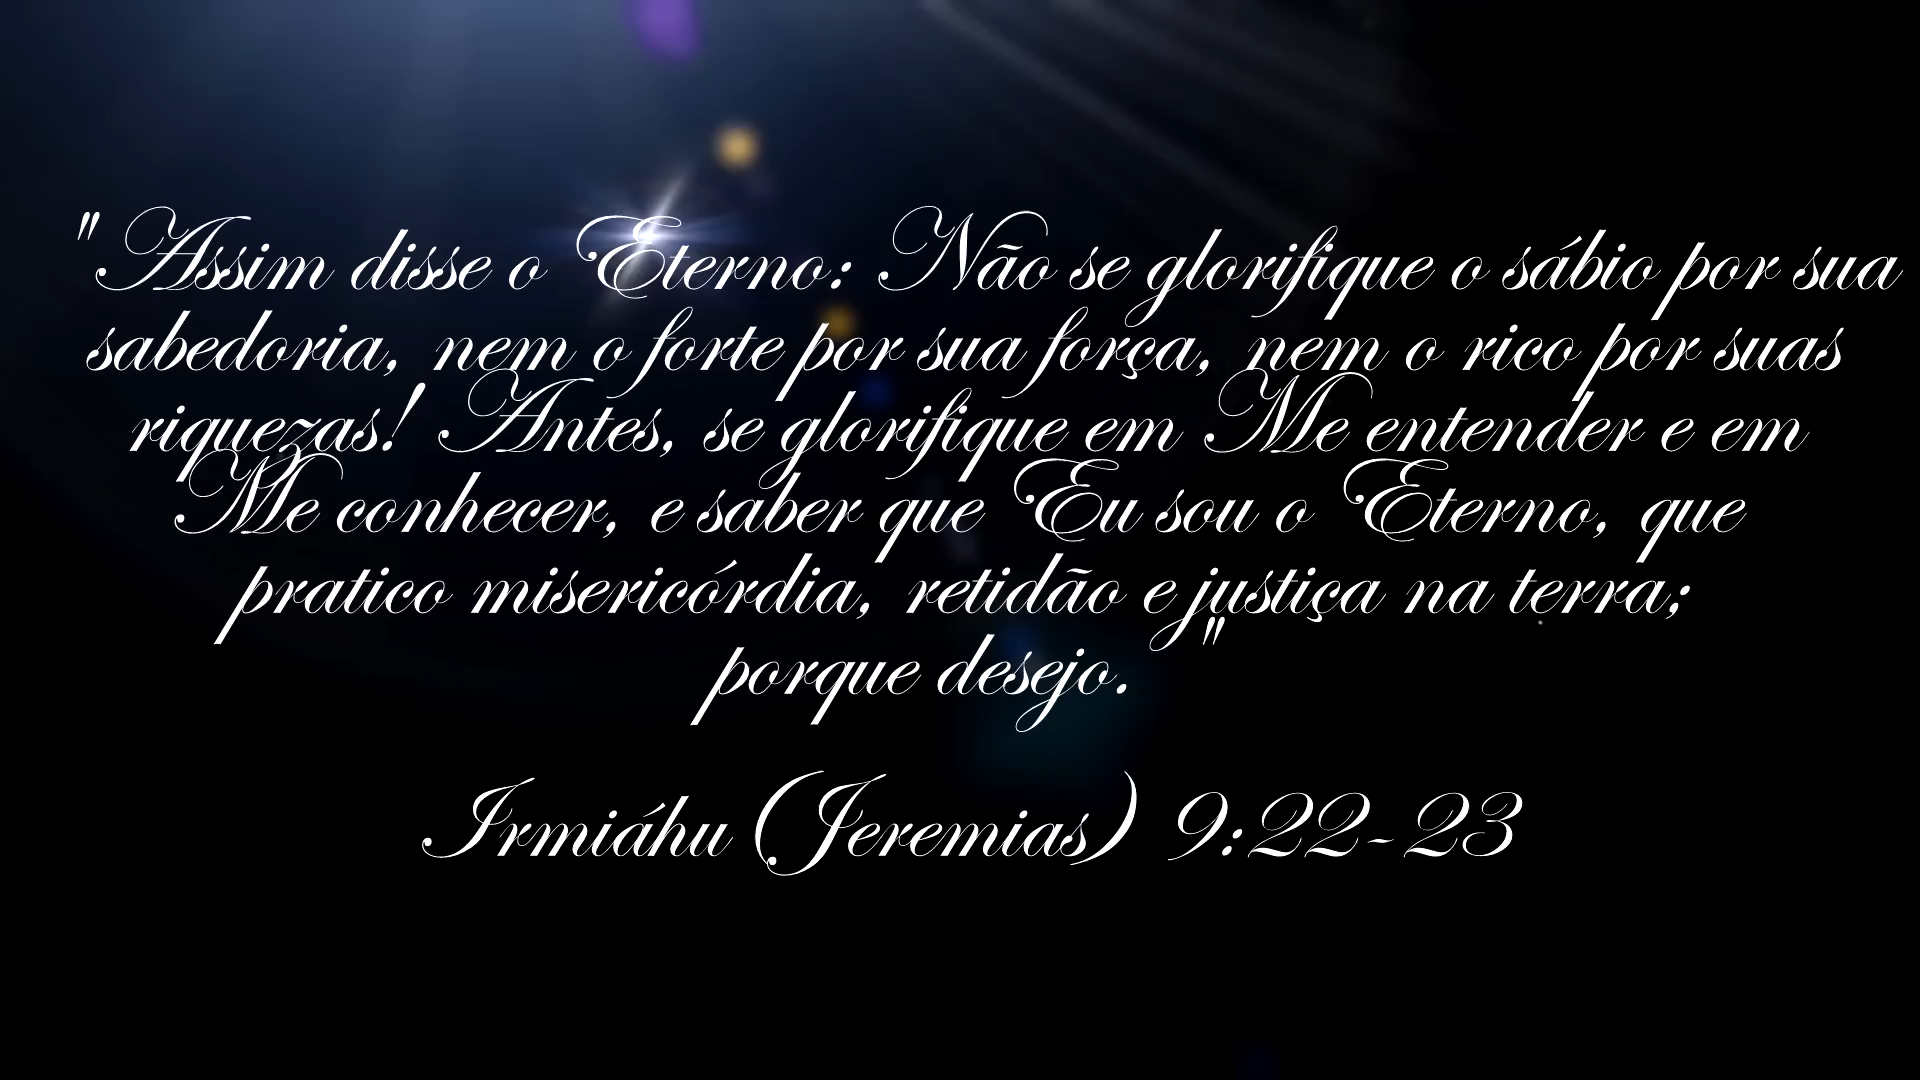 "Assim disse o Eterno: Não se glorifique o sábio por sua
sabedoria, nem o forte por sua força, nem o rico por suas
riquezas! Antes, se glorifique em Me entender e em
Me conhecer, e saber que Eu sou o Eterno, que
pratico misericórdia, retidão e justiça na terra;
porque desejo."
Irmiáhu (Jeremias) 9:22-23